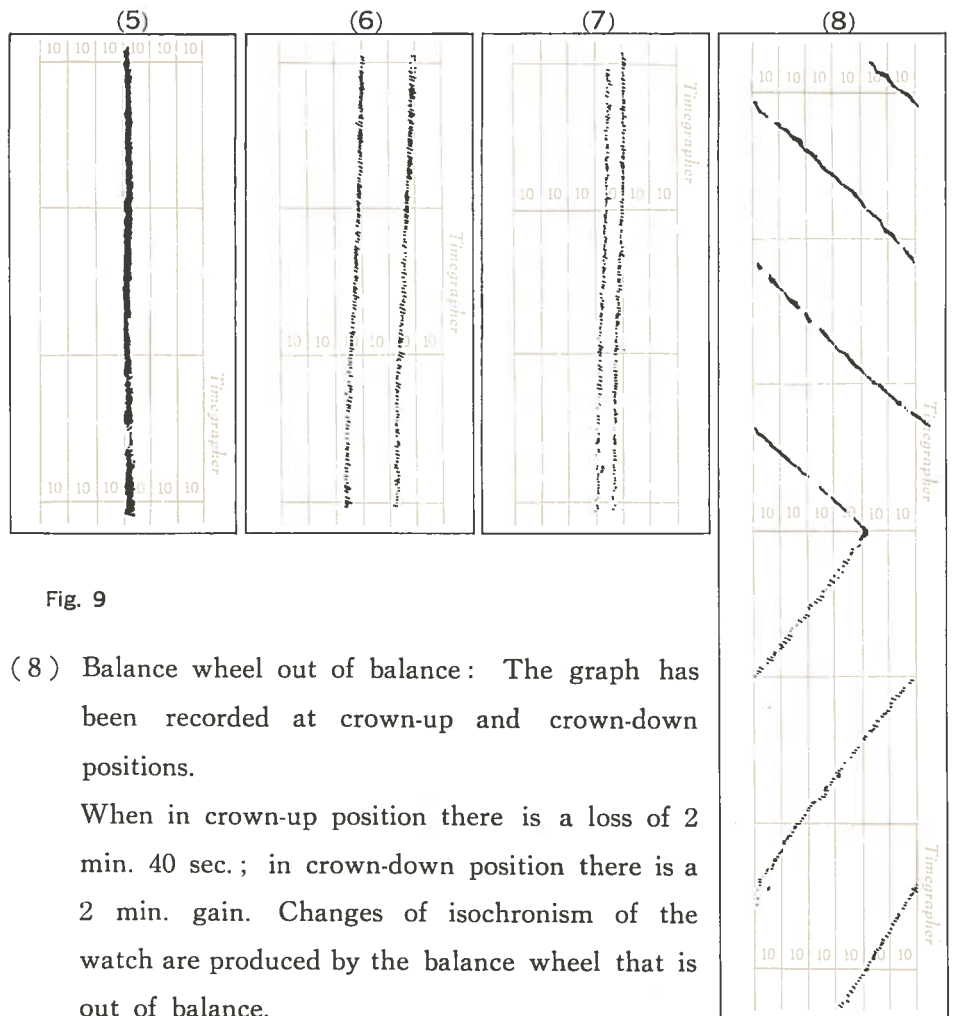 (5) (6) (7) (8)
10 10 10 10 10 10
10 10 10 10 10 10
Timegrapher
10 10 10 0 10 10
Timegrapher
10 10 10 10 10 10
Timegrapher
Timegrapher
10 10 10 10 10 10
10 10 10 10 10 10
Timegrapher
10 10 10 10 10 10
Fig. 9
(8) Balance wheel out of balance: The graph has
been recorded at crown-up and crown-down
positions.
When in crown-up position there is a loss of 2
min. 40 sec.; in crown-down position there is a
2 min. gain. Changes of isochronism of the
watch are produced by the balance wheel that is
out of balance.